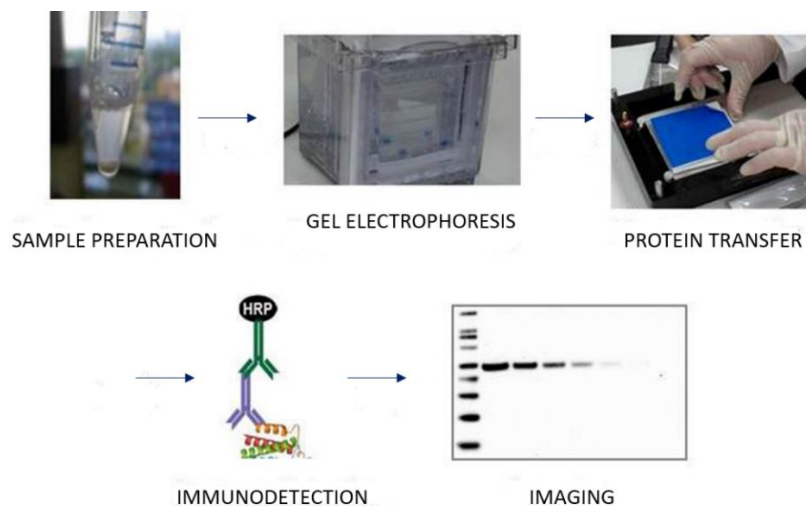 SAMPLE PREPARATION
GEL ELECTROPHORESIS
PROTEIN TRANSFER
HRP
IMMUNODETECTION
IMAGING